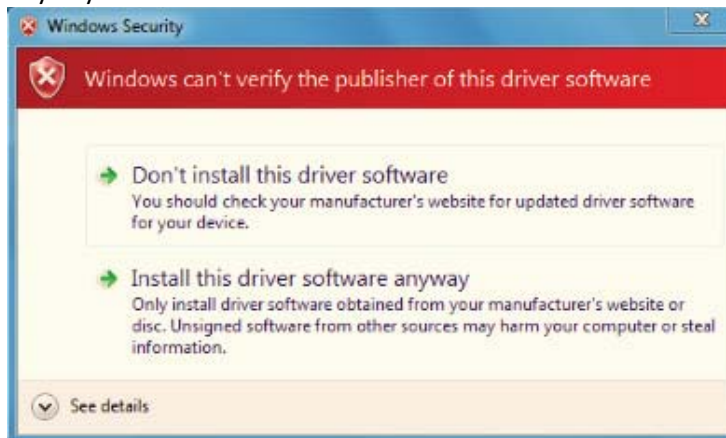 Windows Security
Windows can't verify the publisher of this driver software
Don't install this driver software
You should check your manufacturer's website for updated driver software
for your device.
Install this driver software anyway
Only install driver software obtained from your manufacturer's website or
disc. Unsigned software from other sources may harm your computer or steal
information.
See details